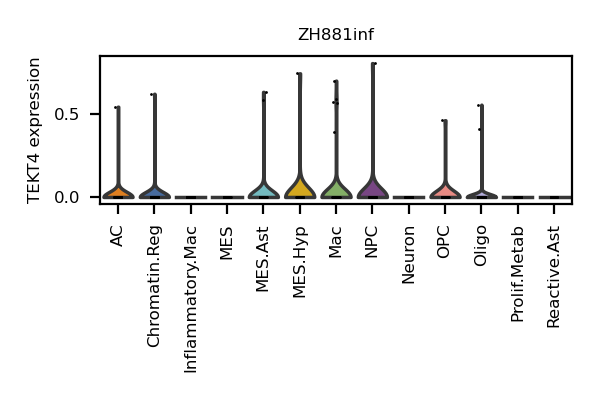 ZH881inf
TEKT4 expression
0.5
0.0
AC
Chromatin.Reg
Inflammatory.Mac
MES
MES.Ast
MES.Hyp
Mac
NPC
Neuron
OPC
Oligo
Prolif.Metab
Reactive.Ast